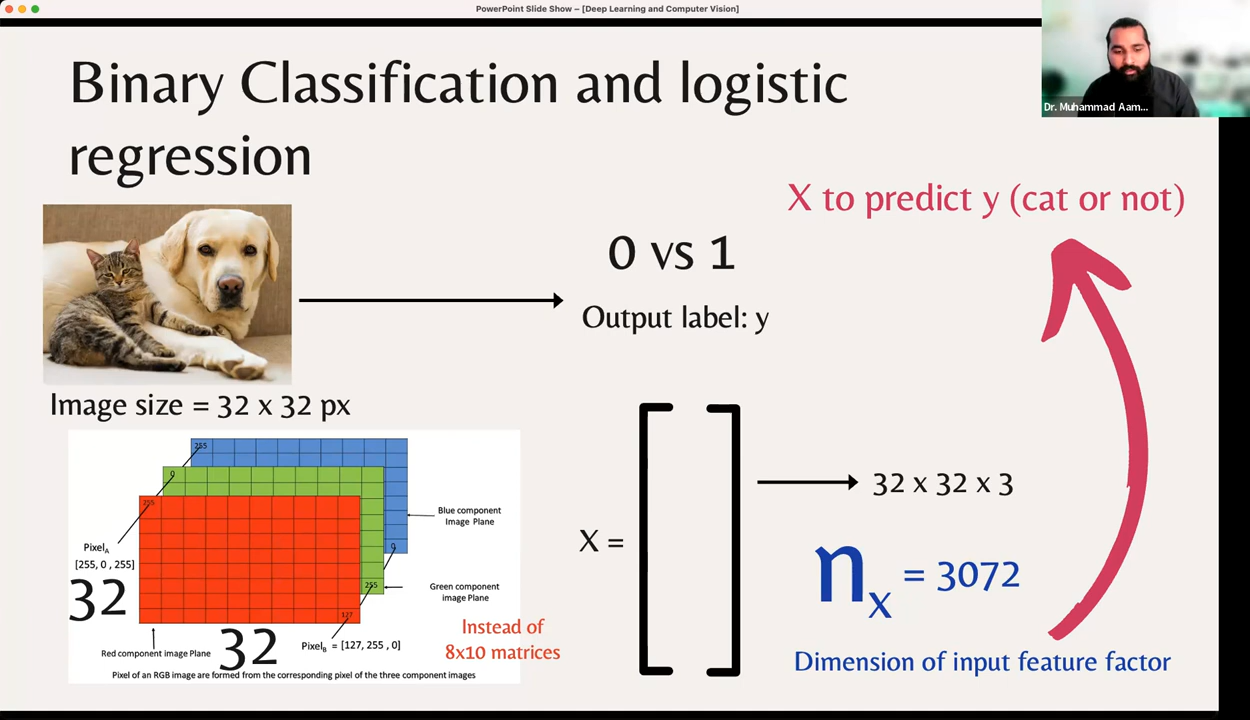 PowerPoint Slide Show – [Deep Learning and Computer Vision]
Dr. Muhammad Aam...
Binary Classification and logistic
regression
X to predict y (cat or not)
0 vs 1
Output label: y
Image size = 32 x 32 px
255
0
255
Blue component
Image Plane
Pixel_A
[255, 0 , 255]
0
255
Green component
image Plane
32
127
Red component image Plane
32
Pixel_B = [127, 255 , 0]
Pixel of an RGB image are formed from the corresponding pixel of the three component images
Instead of
8x10 matrices
X =
32 x 32 x 3
n_x = 3072
Dimension of input feature factor